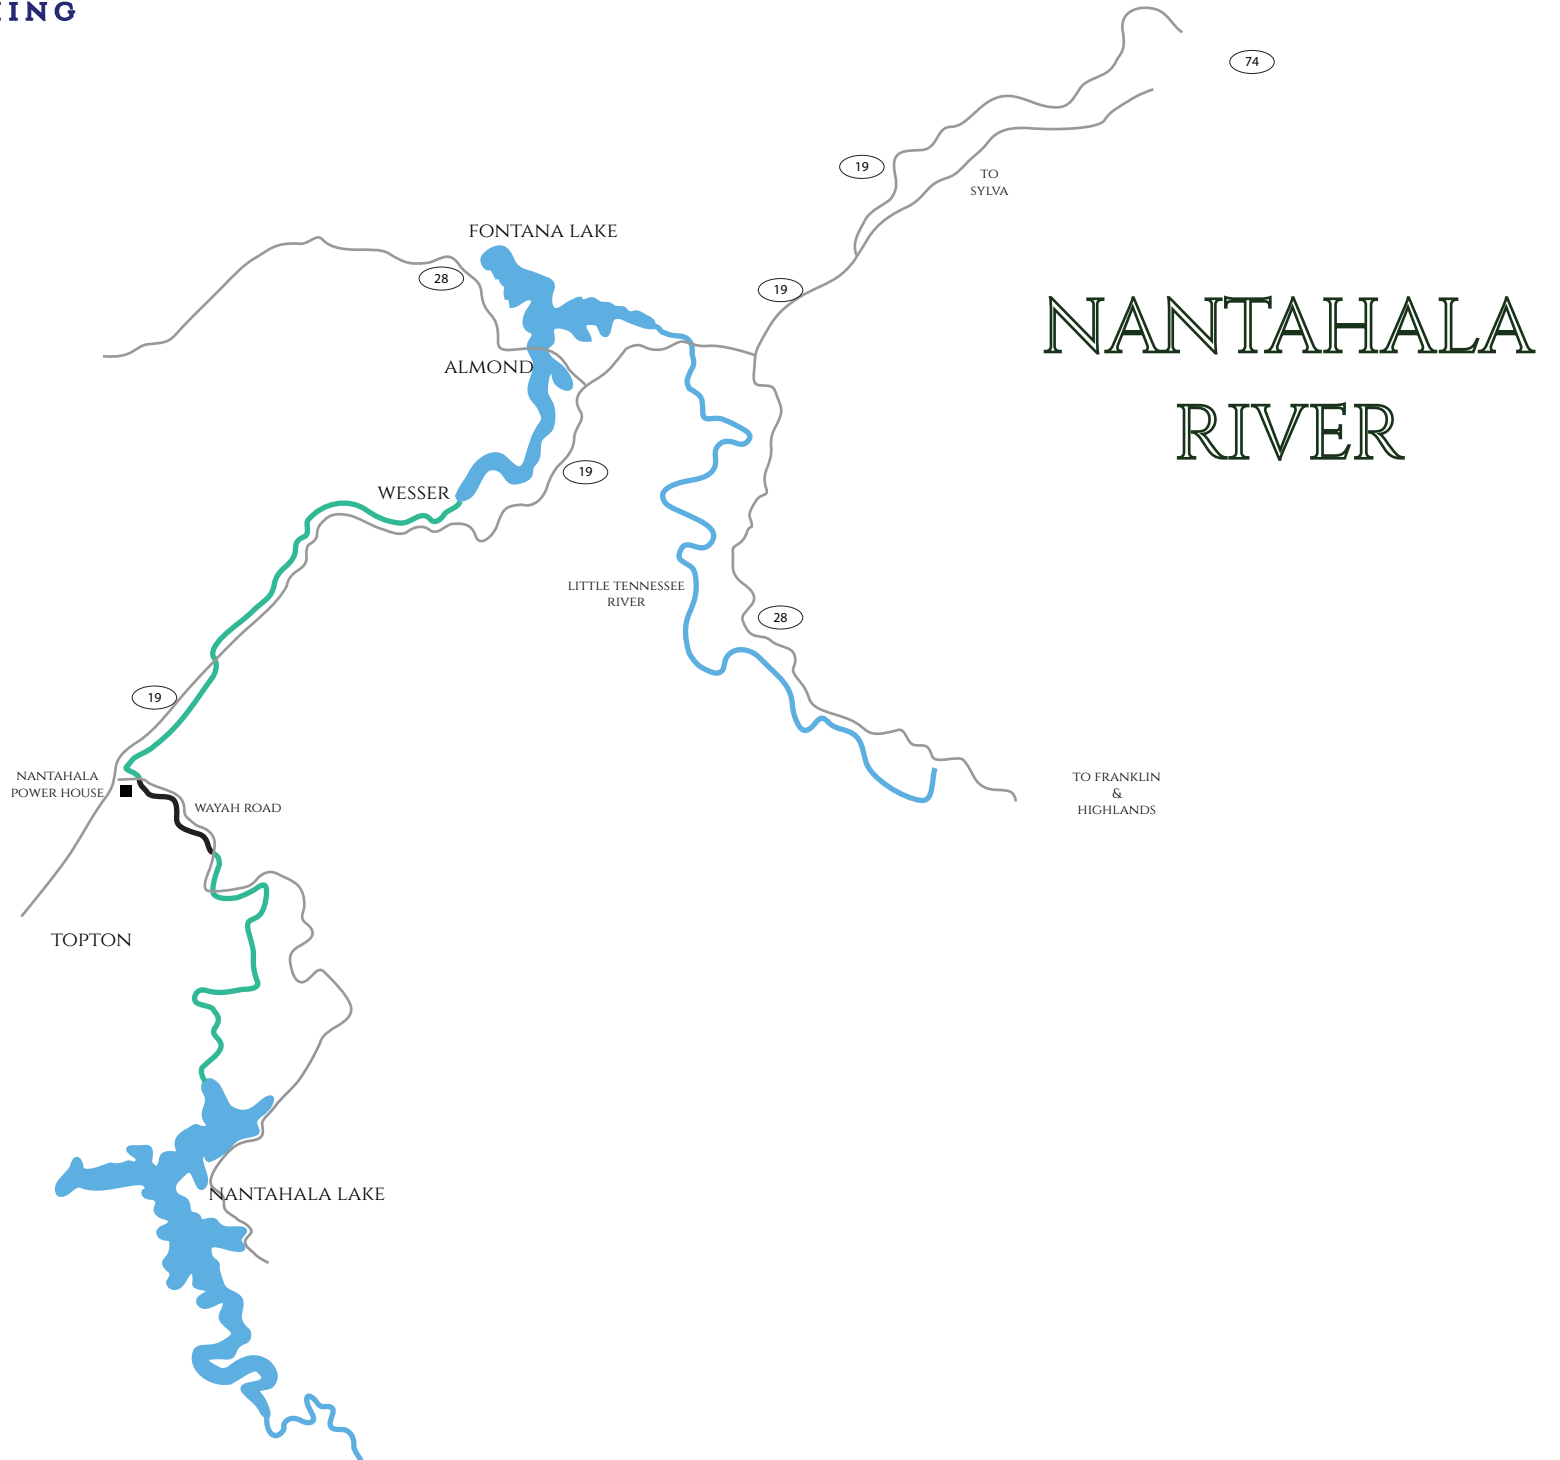 ING
74
19
TO
SYLVA
FONTANA LAKE
28
19
NANTAHALA
RIVER
ALMOND
19
WESSER
LITTLE TENNESSEE
RIVER
28
19
NANTAHALA
POWER HOUSE
WAYAH ROAD
TO FRANKLIN
&
HIGHLANDS
TOPTON
NANTAHALA LAKE